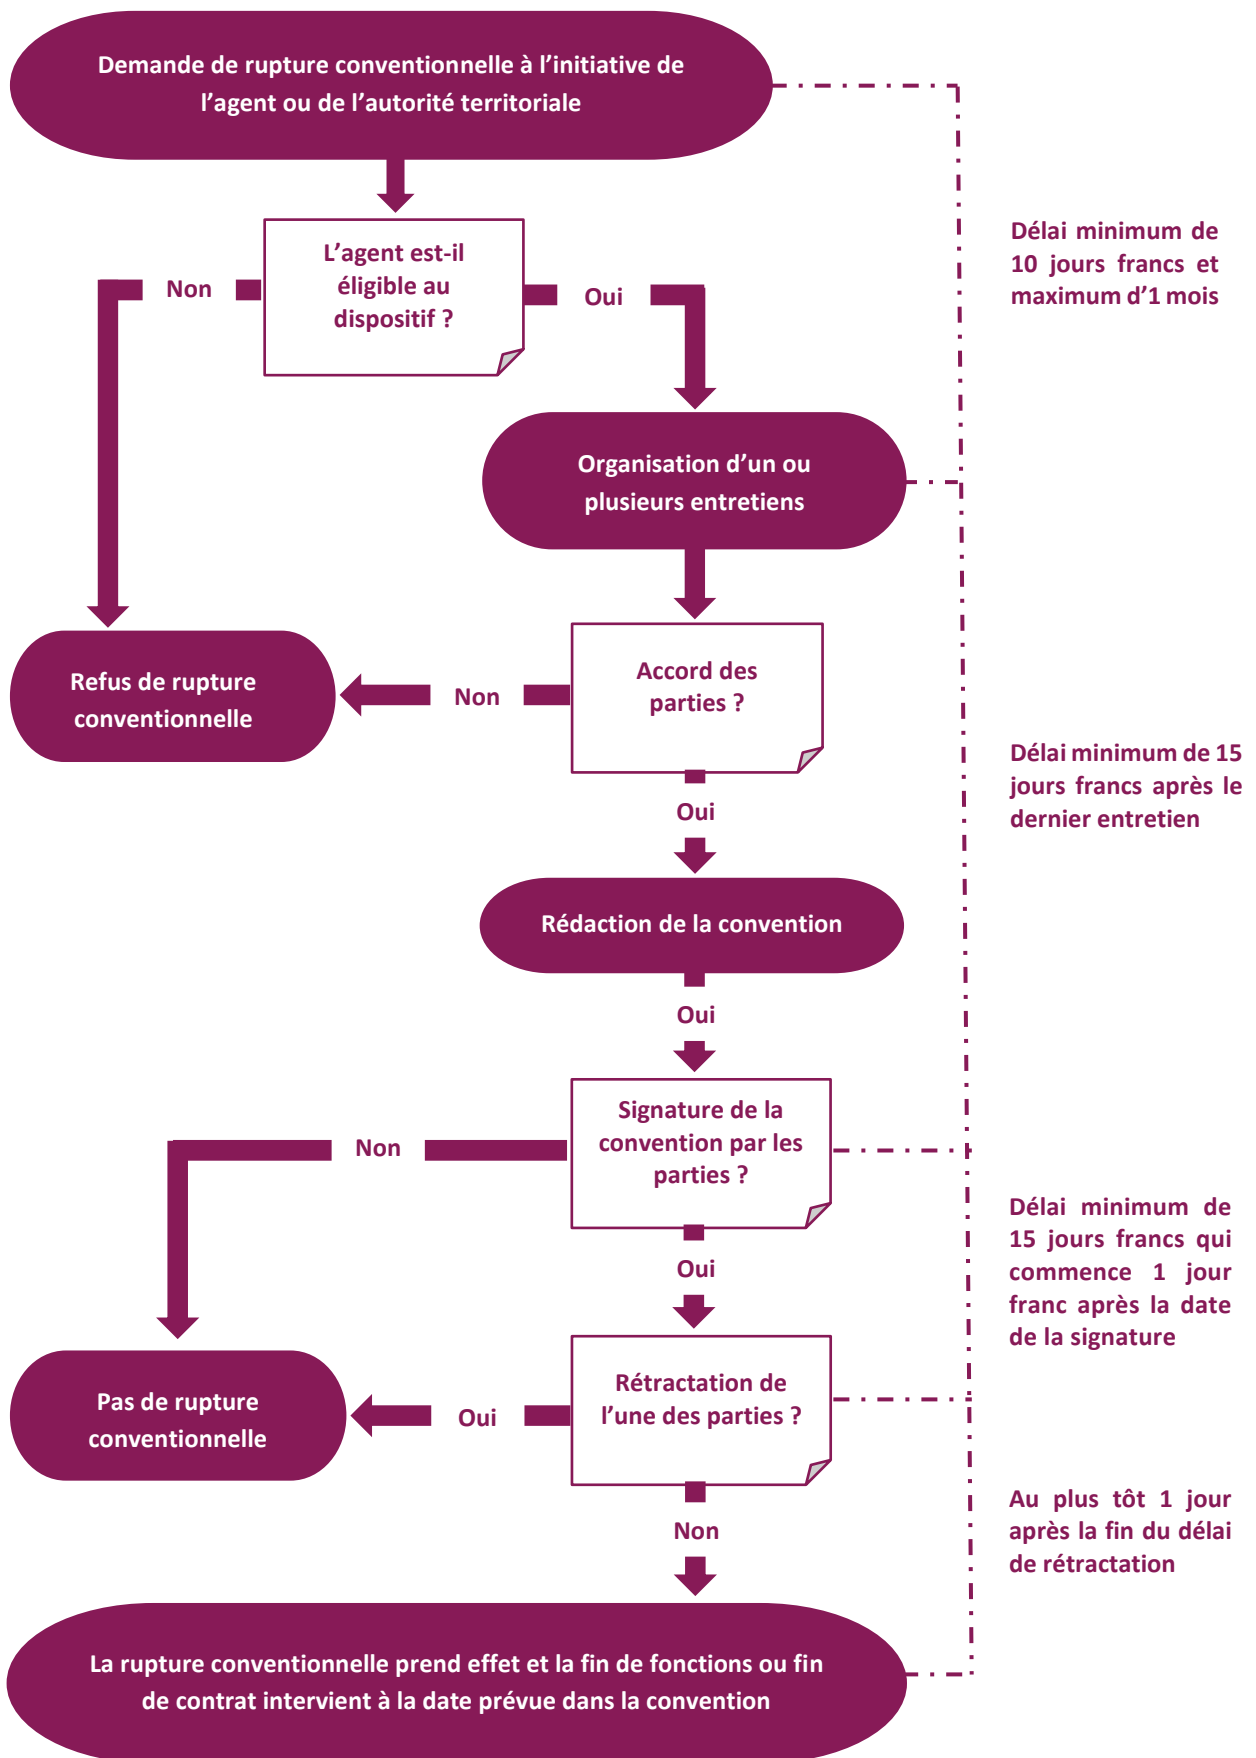 Demande de rupture conventionnelle à l’initiative de
l’agent ou de l’autorité territoriale
L’agent est-il
éligible au
dispositif ?
Non
Oui
Délai minimum de
10 jours francs et
maximum d’1 mois
Organisation d’un ou
plusieurs entretiens
Accord des
parties ?
Non
Refus de rupture
conventionnelle
Oui
Délai minimum de 15
jours francs après le
dernier entretien
Rédaction de la convention
Oui
Signature de la
convention par les
parties ?
Non
Oui
Délai minimum de
15 jours francs qui
commence 1 jour
franc après la date
de la signature
Rétractation de
l’une des parties ?
Oui
Pas de rupture
conventionnelle
Non
Au plus tôt 1 jour
après la fin du délai
de rétractation
La rupture conventionnelle prend effet et la fin de fonctions ou fin
de contrat intervient à la date prévue dans la convention